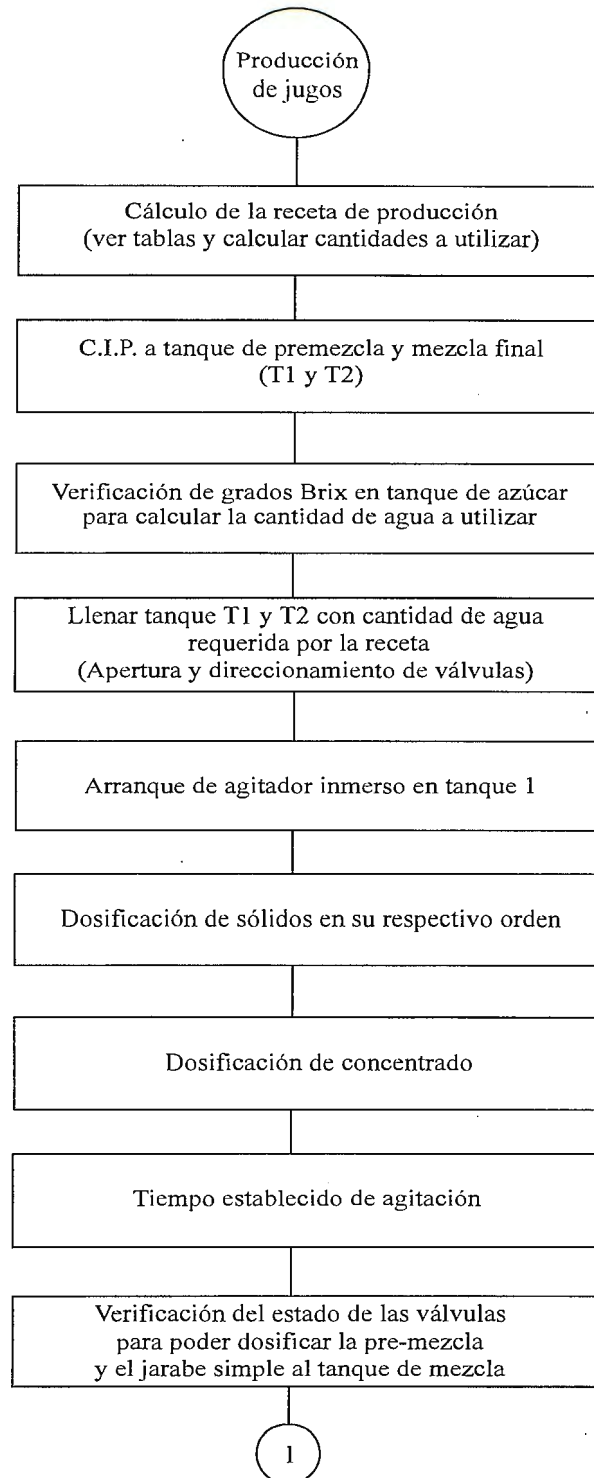 Producción
de jugos
Cálculo de la receta de producción
(ver tablas y calcular cantidades a utilizar)
C.I.P. a tanque de premezcla y mezcla final
(T1 y T2)
Verificación de grados Brix en tanque de azúcar
para calcular la cantidad de agua a utilizar
Llenar tanque T1 y T2 con cantidad de agua
requerida por la receta
(Apertura y direccionamiento de válvulas)
Arranque de agitador inmerso en tanque 1
Dosificación de sólidos en su respectivo orden
Dosificación de concentrado
Tiempo establecido de agitación
Verificación del estado de las válvulas
para poder dosificar la pre-mezcla
y el jarabe simple al tanque de mezcla
1